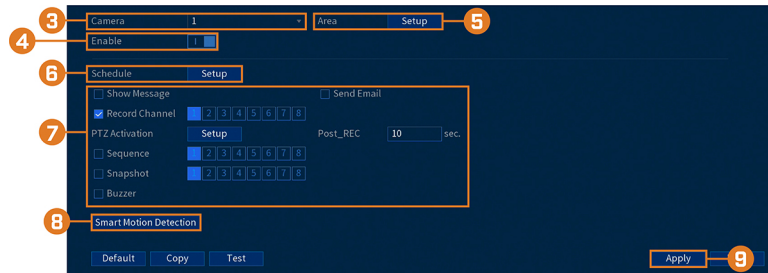 3 Camera 1 Area Setup 5
4 Enable
6 Schedule Setup
Show Message Send Email
Record Channel 1 2 3 4 5 6 7 8
7 PTZ Activation Setup Post_REC 10 sec.
Sequence 1 2 3 4 5 6 7 8
Snapshot 1 2 3 4 5 6 7 8
Buzzer
8 Smart Motion Detection
Default Copy Test Apply 9